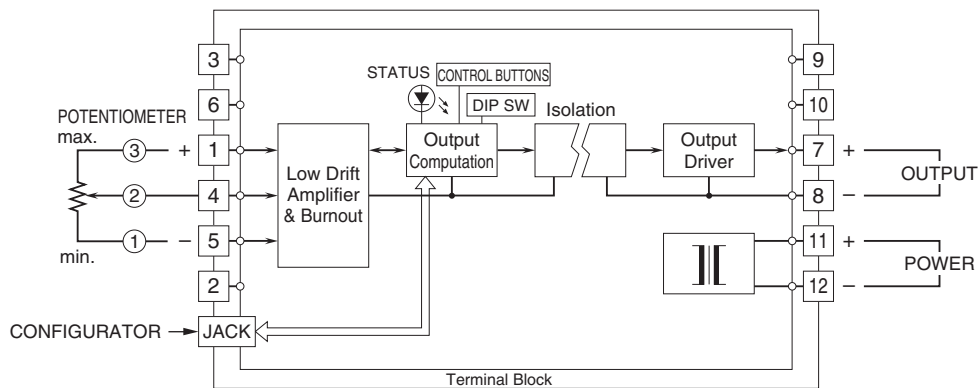 3
9
STATUS
CONTROL BUTTONS
DIP SW
6
10
POTENTIOMETER
max.
Isolation
3
+
1
Low Drift
Amplifier
& Burnout
Output
Computation
Output
Driver
7
+
OUTPUT
2
4
8
−
1
−
5
min.
11
+
POWER
2
12
−
CONFIGURATOR
JACK
Terminal Block